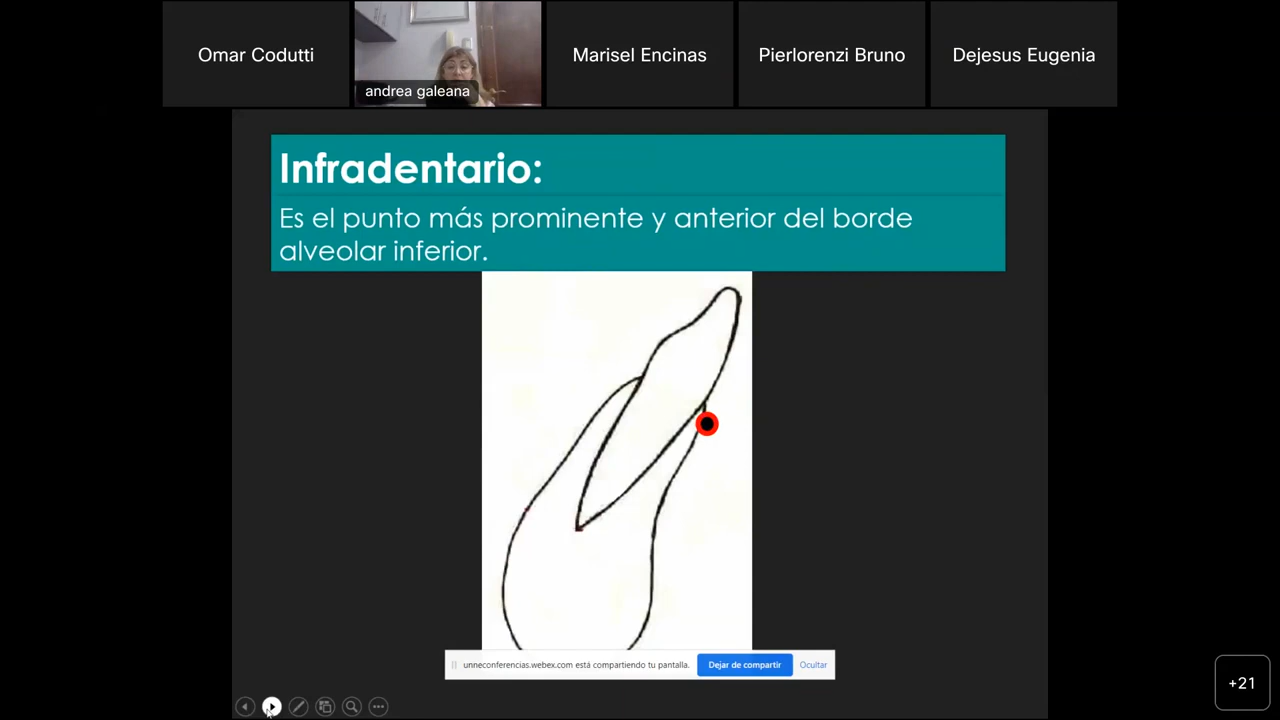 Omar Codutti
andrea galeana
Marisel Encinas
Pierlorenzi Bruno
Dejesus Eugenia
Infradentario:
Es el punto más prominente y anterior del borde
alveolar inferior.
unneconferencias.webex.com está compartiendo tu pantalla.
Dejar de compartir
Ocultar
+21